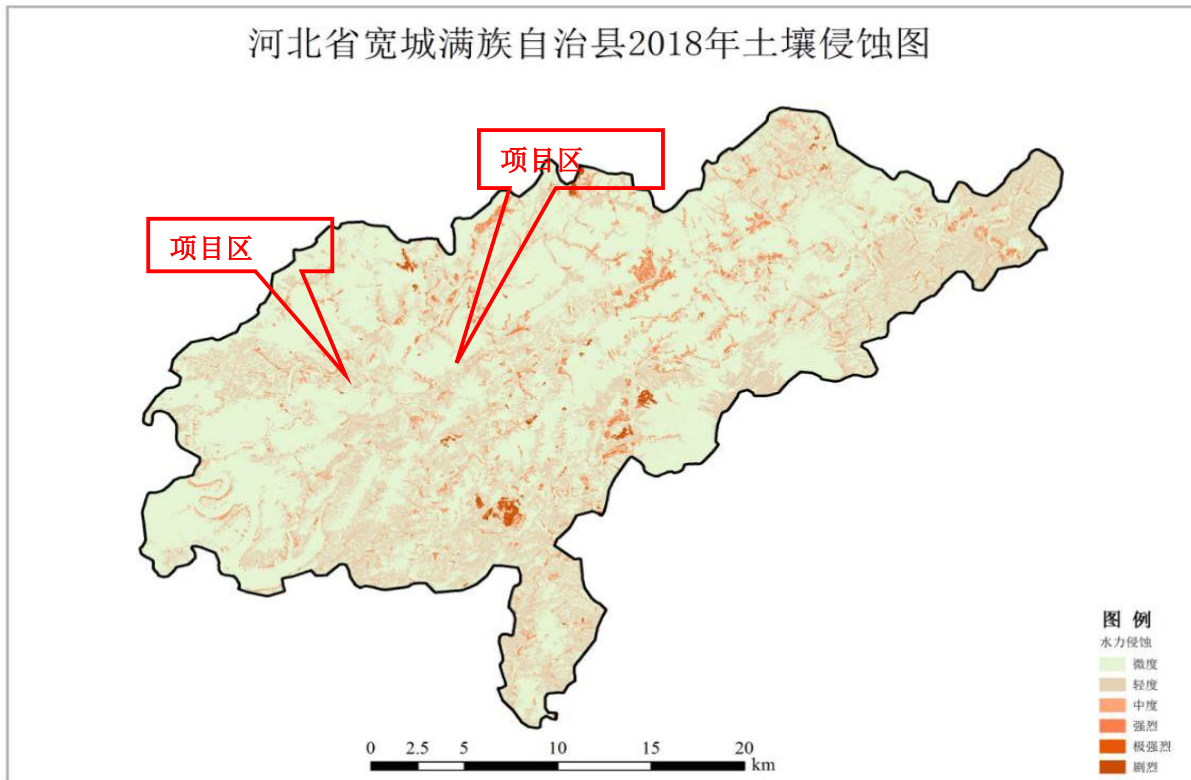 河北省宽城满族自治县2018年土壤侵蚀图
项目区
项目区
图 例
水力侵蚀
微度
轻度
中度
强烈
极强烈
剧烈
0 2.5 5 10 15 20
km